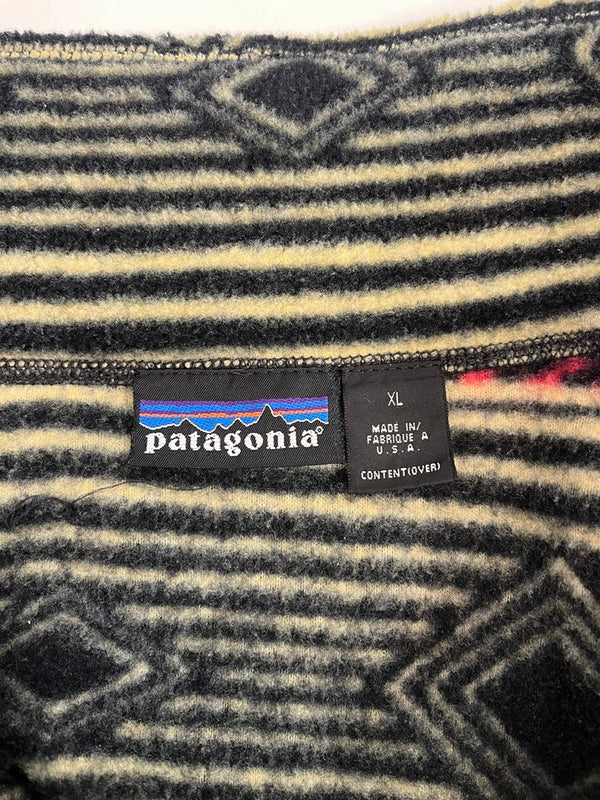 patagonia®
XL
MADE IN/
FABRIQUE A
U.S.A.
CONTENT(OVER)